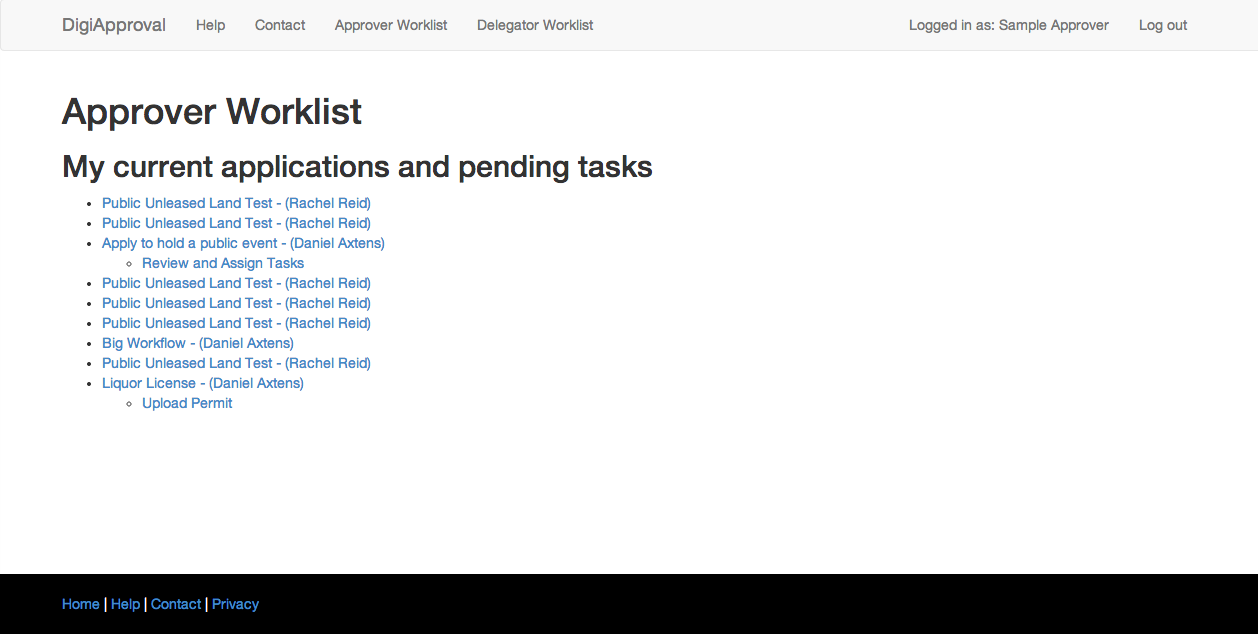 DigiApproval Help Contact Approver Worklist Delegator Worklist Logged in as: Sample Approver Log out
Approver Worklist
My current applications and pending tasks
Public Unleased Land Test - (Rachel Reid)
Public Unleased Land Test - (Rachel Reid)
Apply to hold a public event - (Daniel Axtens)
Review and Assign Tasks
Public Unleased Land Test - (Rachel Reid)
Public Unleased Land Test - (Rachel Reid)
Public Unleased Land Test - (Rachel Reid)
Big Workflow - (Daniel Axtens)
Public Unleased Land Test - (Rachel Reid)
Liquor License - (Daniel Axtens)
Upload Permit
Home | Help | Contact | Privacy